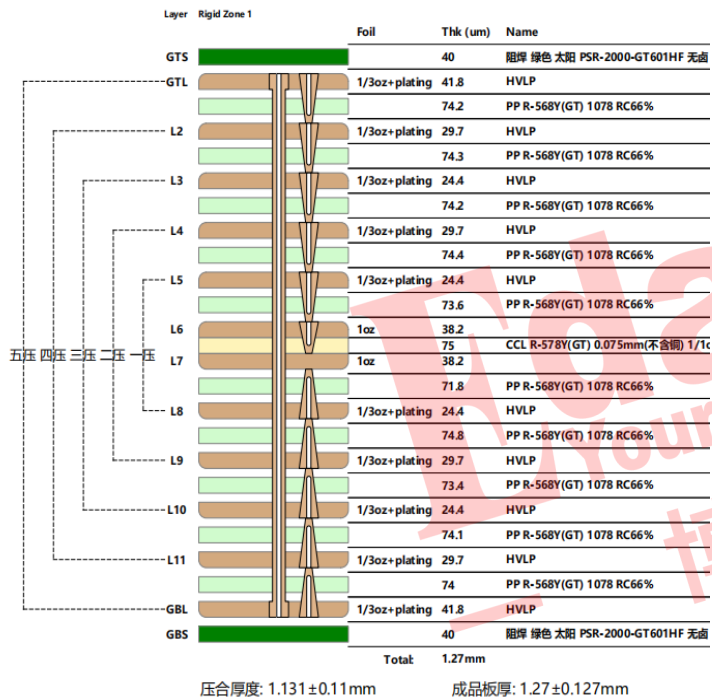 Layer Rigid Zone 1
Foil Thk (um) Name
GTS 40 阻焊 绿色 太阳 PSR-2000-GT601HF 无卤
GTL 1/3oz+plating 41.8 HVLP
74.2 PP R-568Y(GT) 1078 RC66%
L2 1/3oz+plating 29.7 HVLP
74.3 PP R-568Y(GT) 1078 RC66%
L3 1/3oz+plating 24.4 HVLP
74.2 PP R-568Y(GT) 1078 RC66%
L4 1/3oz+plating 29.7 HVLP
74.4 PP R-568Y(GT) 1078 RC66%
L5 1/3oz+plating 24.4 HVLP
73.6 PP R-568Y(GT) 1078 RC66%
L6 1oz 38.2
75 CCL R-578Y(GT) 0.075mm(不含铜) 1/1
五压 四压 三压 二压 一压
L7 1oz 38.2
71.8 PP R-568Y(GT) 1078 RC66%
L8 1/3oz+plating 24.4 HVLP
74.8 PP R-568Y(GT) 1078 RC66%
L9 1/3oz+plating 29.7 HVLP
73.4 PP R-568Y(GT) 1078 RC66%
L10 1/3oz+plating 24.4 HVLP
74.1 PP R-568Y(GT) 1078 RC66%
L11 1/3oz+plating 29.7 HVLP
74 PP R-568Y(GT) 1078 RC66%
GBL 1/3oz+plating 41.8 HVLP
GBS 40 阻焊 绿色 太阳 PSR-2000-GT601HF 无卤
Total: 1.27mm
压合厚度: 1.131±0.11mm 成品板厚: 1.27±0.127mm
Eda
Your